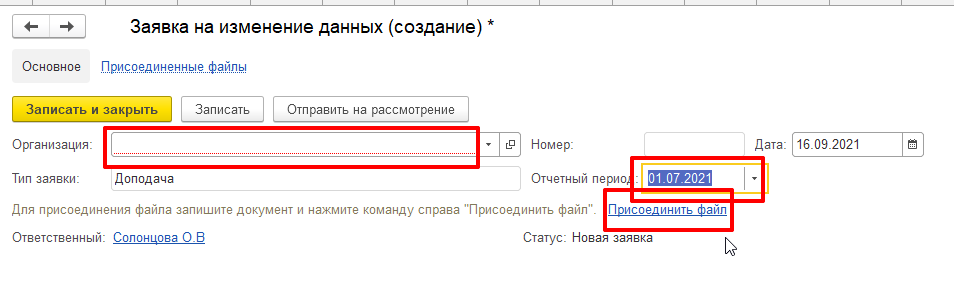 Заявка на изменение данных (создание) *
Основное Присоединенные файлы
Записать и закрыть Записать Отправить на рассмотрение
Организация: Номер: Дата: 16.09.2021
Тип заявки: Доподача Отчетный период: 01.07.2021
Для присоединения файла запишите документ и нажмите команду справа "Присоединить файл". Присоединить файл
Ответственный: Солонцова О.В Статус: Новая заявка